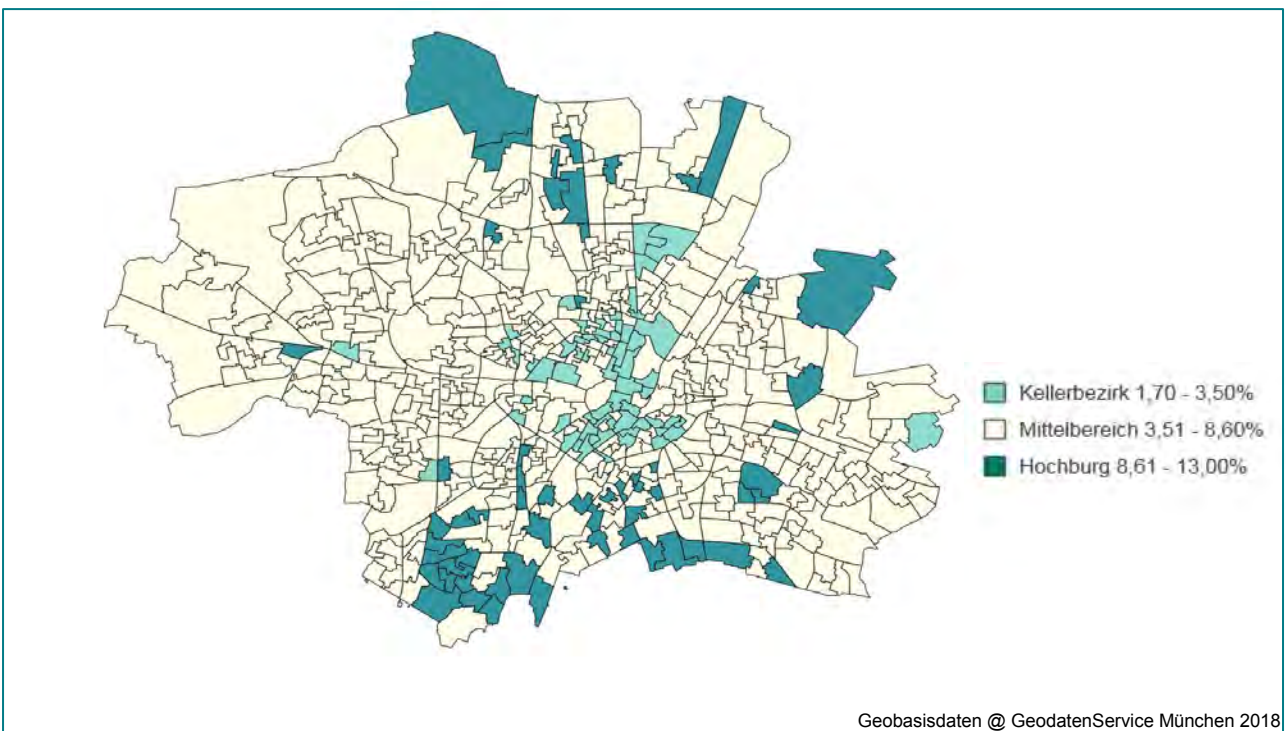 Kellerbezirk 1,70 - 3,50%
Mittelbereich 3,51 - 8,60%
Hochburg 8,61 - 13,00%
Geobasisdaten @ GeodatenService München 2018